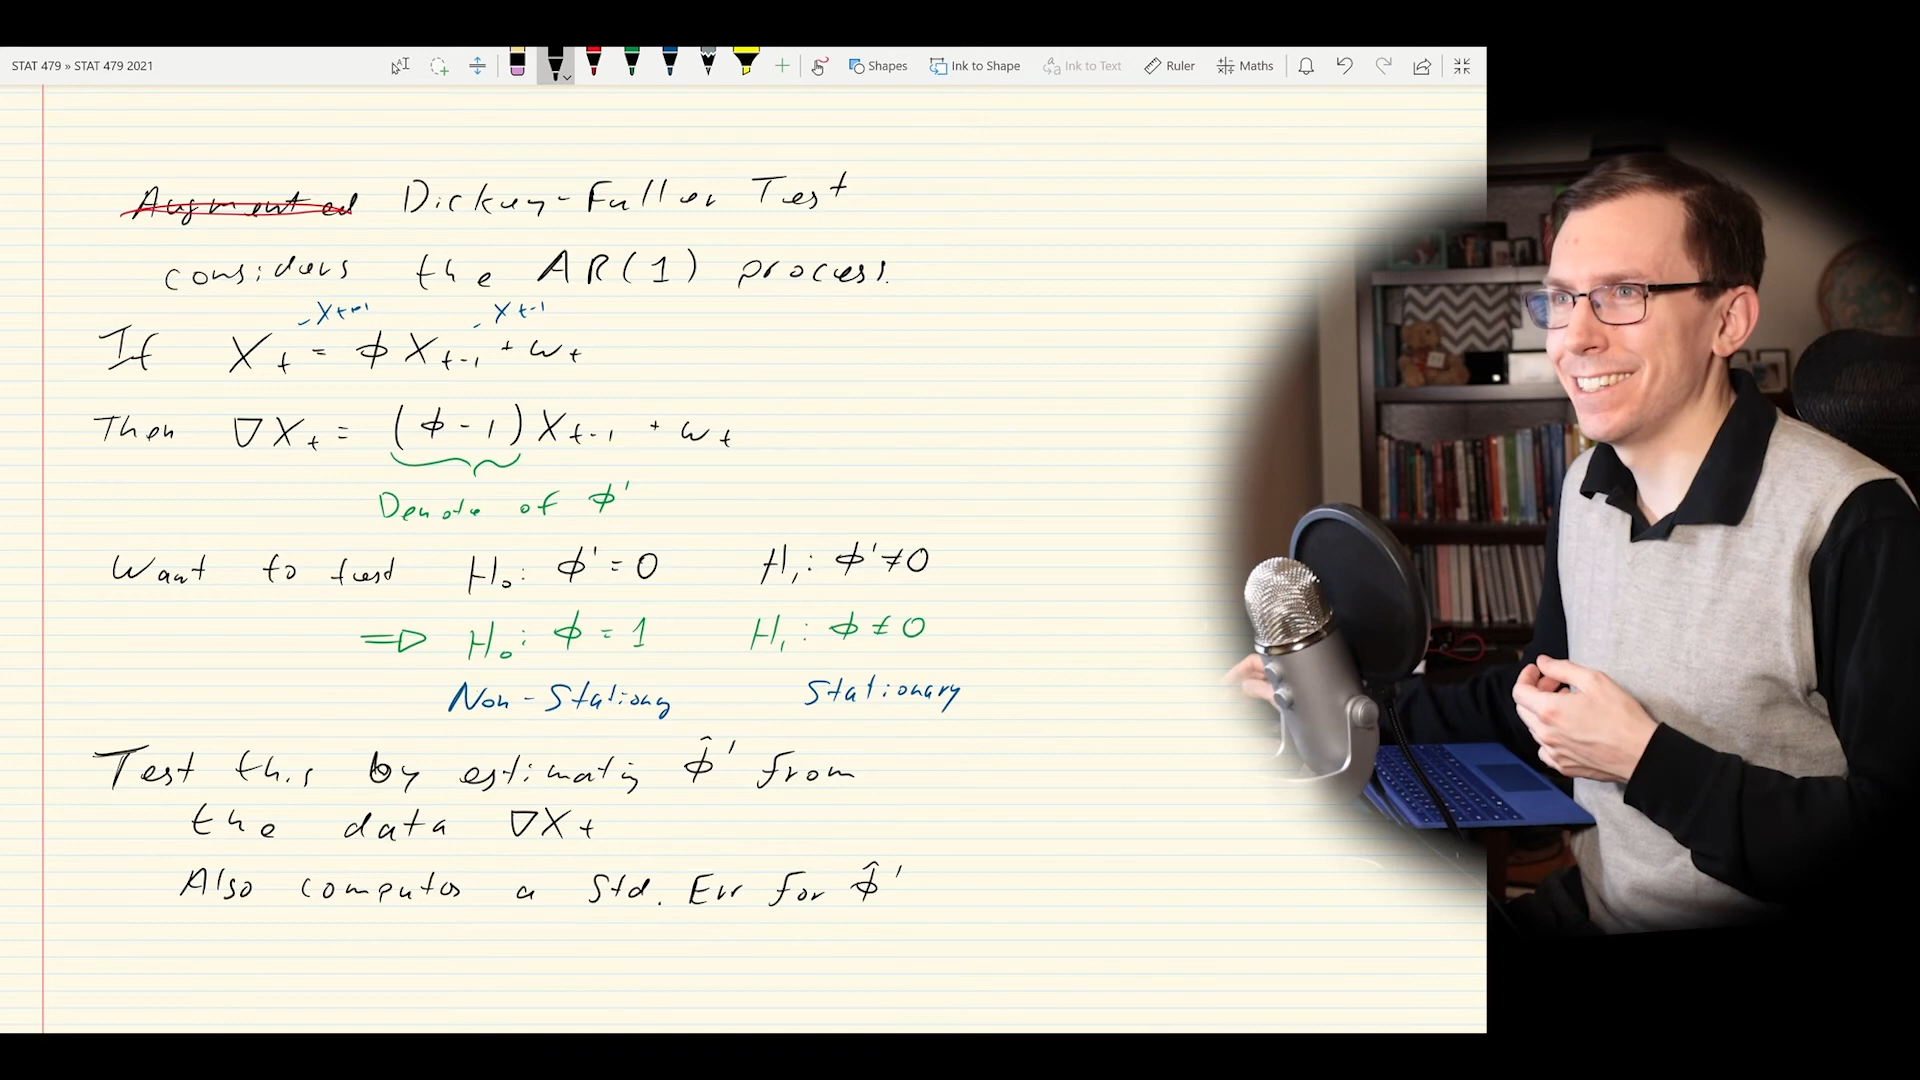 STAT 479 » STAT 479 2021
Shapes Ink to Shape Ink to Text Ruler Maths
Augmented Dickey-Fuller Test
considers the AR(1) process.
-Xt-1 -Xt-1
If Xt = ϕXt-1 + wt
Then ∇Xt = (ϕ-1)Xt-1 + wt
Denote of ϕ'
Want to test H0: ϕ' = 0 H1: ϕ' ≠ 0
⇒ H0: ϕ = 1 H1: ϕ ≠ 0
Non-Stationy Stationary
Test this by estimatig ϕ̂' from
the data ∇Xt
Also computes a Std. Err for ϕ̂'